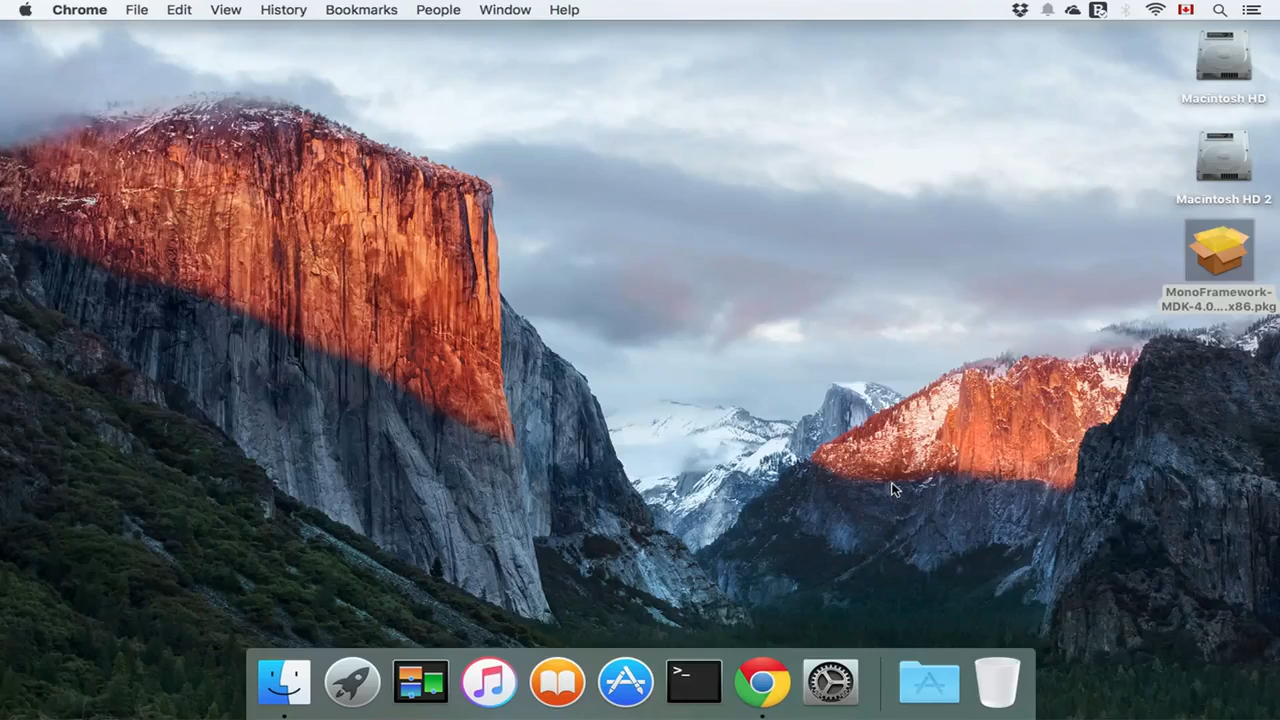 Chrome File Edit View History Bookmarks People Window Help
Macintosh HD
Macintosh HD 2
MonoFramework-
MDK-4.0....x86.pkg
>_